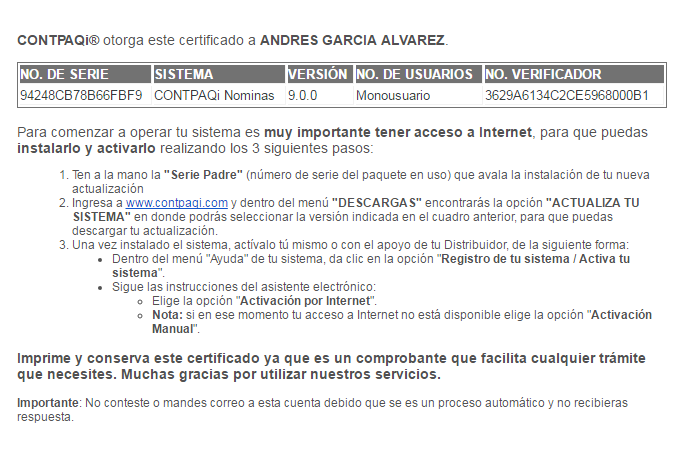 CONTPAQi® otorga este certificado a ANDRES GARCIA ALVAREZ.
NO. DE SERIE SISTEMA VERSIÓN NO. DE USUARIOS NO. VERIFICADOR
94248CB78B66FBF9 CONTPAQi Nominas 9.0.0 Monousuario 3629A6134C2CE5968000B1
Para comenzar a operar tu sistema es muy importante tener acceso a Internet, para que puedas
instalarlo y activarlo realizando los 3 siguientes pasos:
1. Ten a la mano la "Serie Padre" (número de serie del paquete en uso) que avala la instalación de tu nueva
actualización
2. Ingresa a www.contpaqi.com y dentro del menú "DESCARGAS" encontrarás la opción "ACTUALIZA TU
SISTEMA" en donde podrás seleccionar la versión indicada en el cuadro anterior, para que puedas
descargar tu actualización.
3. Una vez instalado el sistema, actívalo tú mismo o con el apoyo de tu Distribuidor, de la siguiente forma:
• Dentro del menú "Ayuda" de tu sistema, da clic en la opción "Registro de tu sistema / Activa tu
sistema".
• Sigue las instrucciones del asistente electrónico:
◦ Elige la opción "Activación por Internet".
◦ Nota: si en ese momento tu acceso a Internet no está disponible elige la opción "Activación
Manual".
Imprime y conserva este certificado ya que es un comprobante que facilita cualquier trámite
que necesites. Muchas gracias por utilizar nuestros servicios.
Importante: No conteste o mandes correo a esta cuenta debido que se es un proceso automático y no recibieras
respuesta.